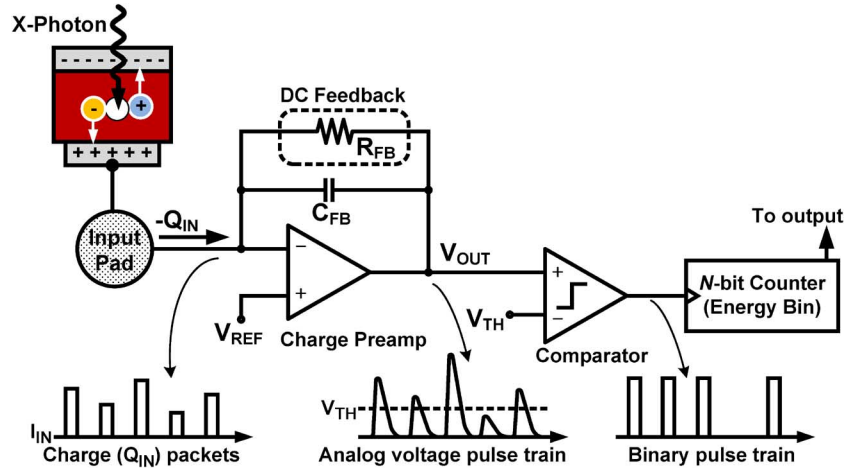 X-Photon
- - - - - - -
- +
+ + + + +
DC Feedback
R_FB
C_FB
-Q_IN
Input
Pad
−
+
V_REF
Charge Preamp
V_OUT
+
−
V_TH
Comparator
To output
N-bit Counter
(Energy Bin)
I_IN
Charge (Q_IN) packets
V_TH
Analog voltage pulse train
Binary pulse train